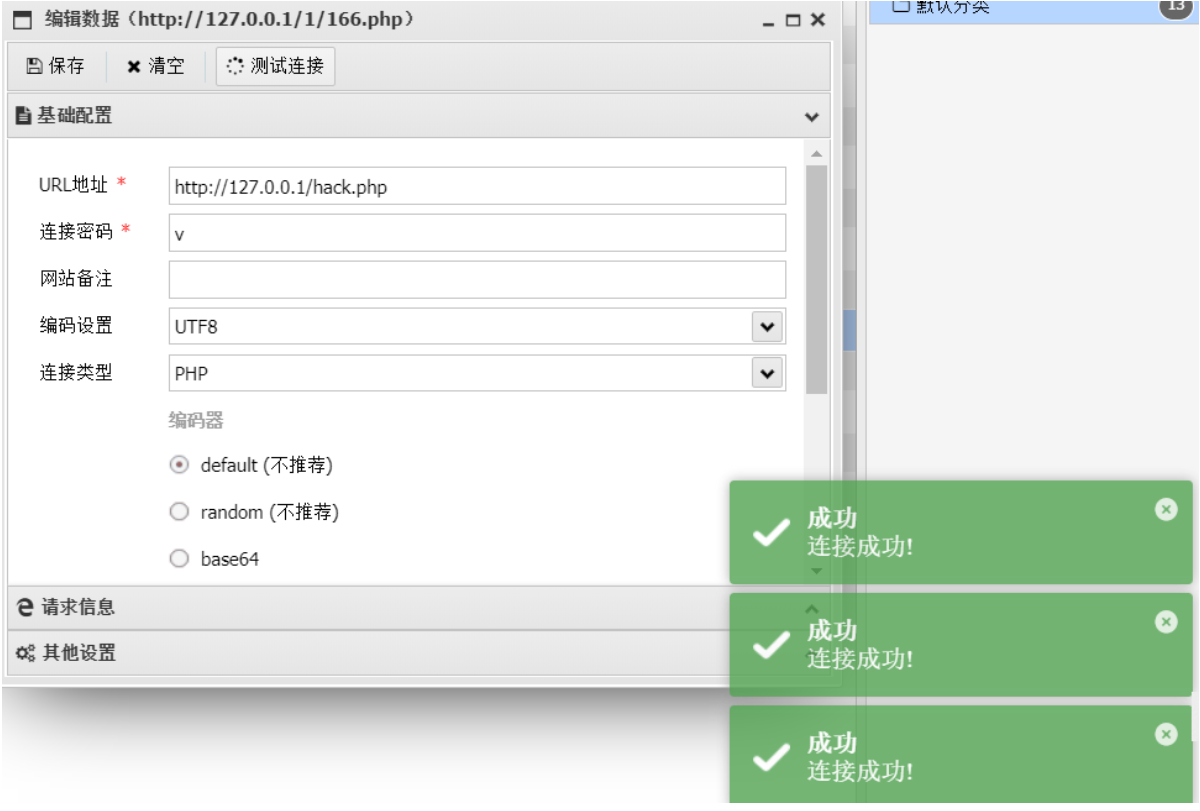 编辑数据（http://127.0.0.1/1/166.php）
保存 清空 测试连接
基础配置
URL地址 *
http://127.0.0.1/hack.php
连接密码 *
v
网站备注
编码设置
UTF8
连接类型
PHP
编码器
default (不推荐)
random (不推荐)
base64
请求信息
其他设置
默认分类
13
成功
连接成功!
成功
连接成功!
成功
连接成功!